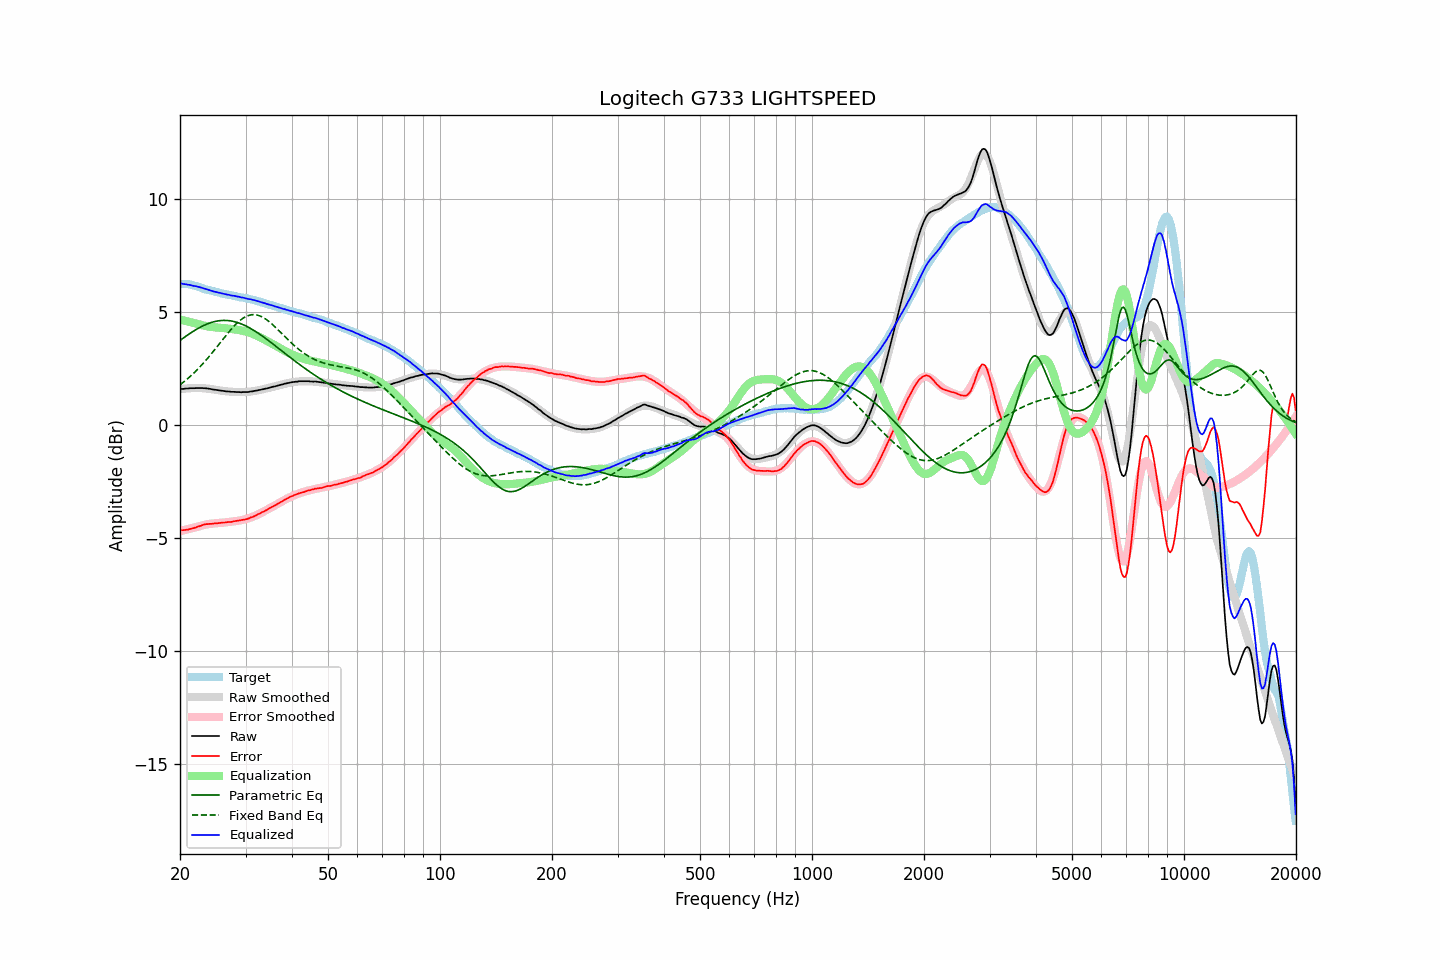 Logitech G733 LIGHTSPEED
Amplitude (dBr)
10
5
0
−5
−10
−15
Target
Raw Smoothed
Error Smoothed
Raw
Error
Equalization
Parametric Eq
Fixed Band Eq
Equalized
20 50 100 200 500 1000 2000 5000 10000 20000
Frequency (Hz)